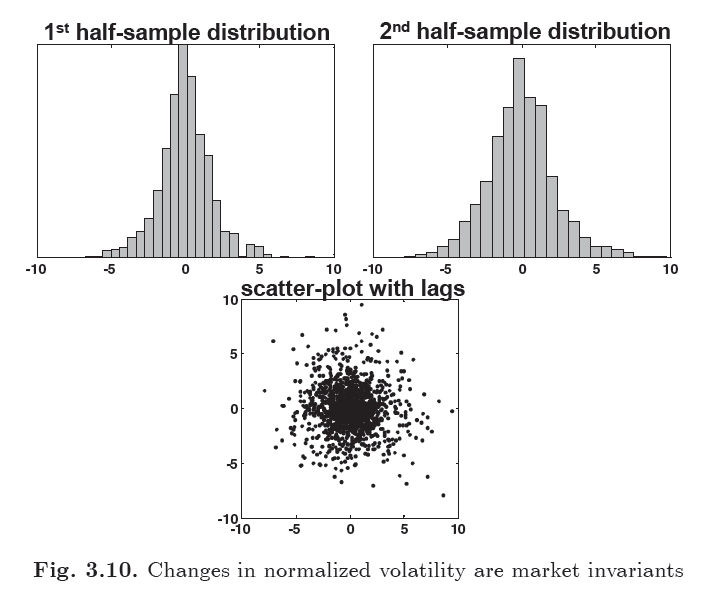 1st half-sample distribution
2nd half-sample distribution
-10 -5 0 5 10
-10 -5 0 5 10
scatter-plot with lags
10
5
0
-5
-10
-10 -5 0 5 10
Fig. 3.10. Changes in normalized volatility are market invariants